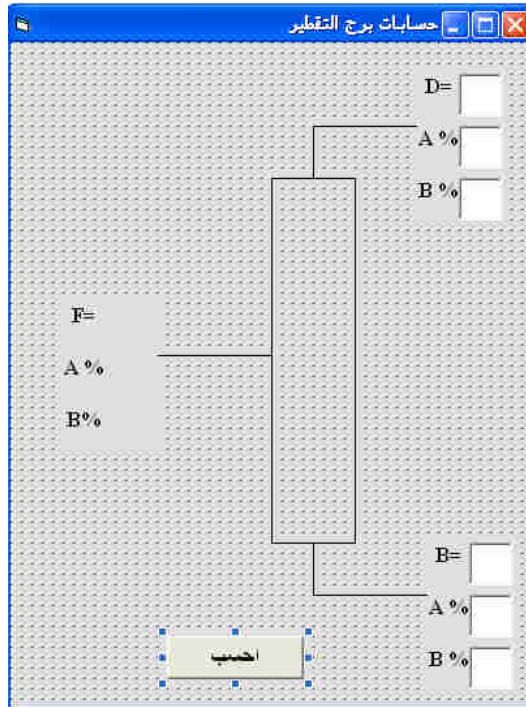 حسابات برج التقطير
D=
A %
B %
F=
A %
B%
B=
A %
B %
احسب